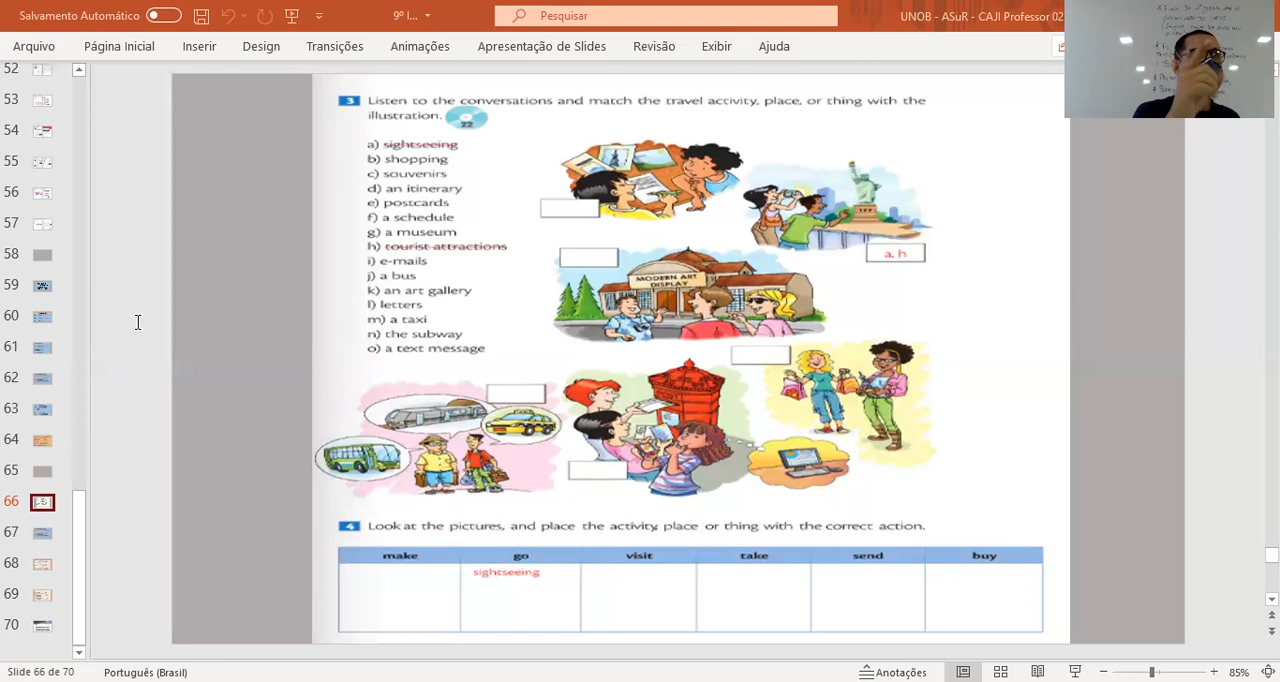 Salvamento Automático
9º I...
Pesquisar
UNOB - ASuR - CAJI Professor 02
Arquivo
Página Inicial
Inserir
Design
Transições
Animações
Apresentação de Slides
Revisão
Exibir
Ajuda
52
53
54
55
56
57
58
59
60
61
62
63
64
65
66
67
68
69
70
3 Listen to the conversations and match the travel activity, place, or thing with the
illustration. 22
a) sightseeing
b) shopping
c) souvenirs
d) an itinerary
e) postcards
f) a schedule
g) a museum
h) tourist attractions
i) e-mails
j) a bus
k) an art gallery
l) letters
m) a taxi
n) the subway
o) a text message
a, h
MODERN ART
DISPLAY
4 Look at the pictures, and place the activity, place or thing with the correct action.
make go visit take send buy
sightseeing
Slide 66 de 70
Português (Brasil)
Anotações
85%